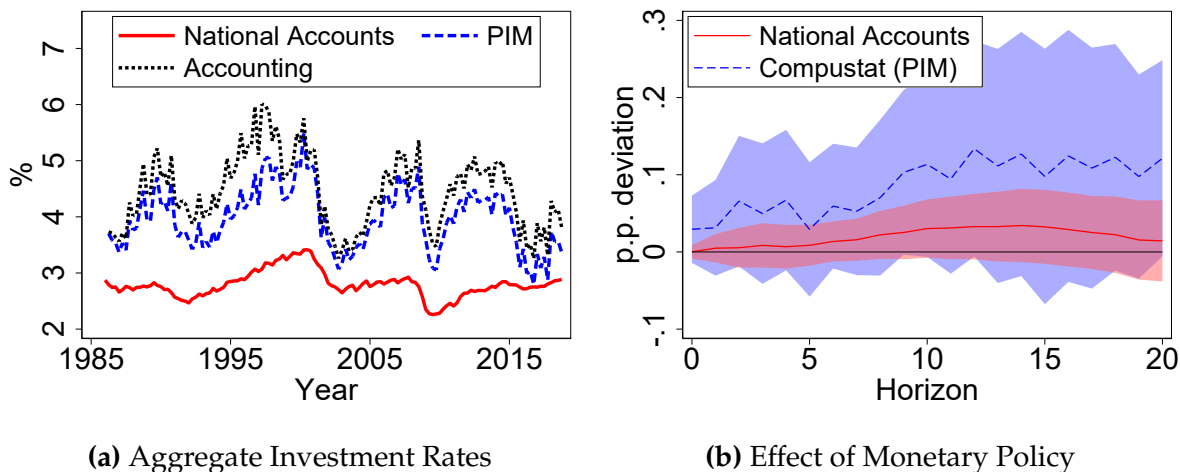 National Accounts PIM
Accounting
7
6
5
4
3
2
%
1985 1995 2005 2015
Year
(a) Aggregate Investment Rates
National Accounts
Compustat (PIM)
.3
.2
.1
0
-.1
p.p. deviation
0 5 10 15 20
Horizon
(b) Effect of Monetary Policy